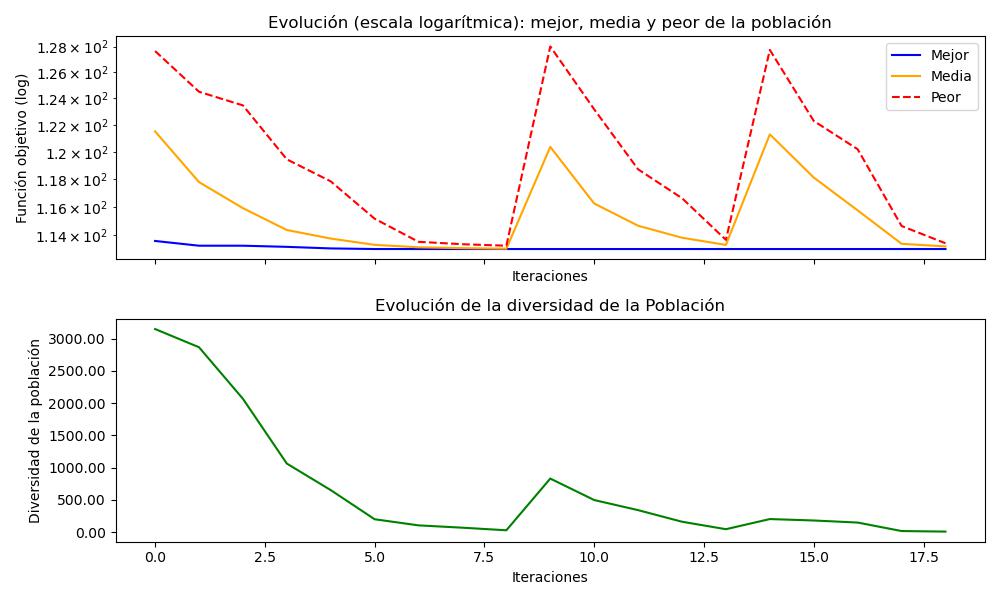 Evolución (escala logarítmica): mejor, media y peor de la población
Función objetivo (log)
1.28 × 10²
1.26 × 10²
1.24 × 10²
1.22 × 10²
1.2 × 10²
1.18 × 10²
1.16 × 10²
1.14 × 10²
Mejor
Media
Peor
Iteraciones
Evolución de la diversidad de la Población
Diversidad de la población
3000.00
2500.00
2000.00
1500.00
1000.00
500.00
0.00
0.0 2.5 5.0 7.5 10.0 12.5 15.0 17.5
Iteraciones